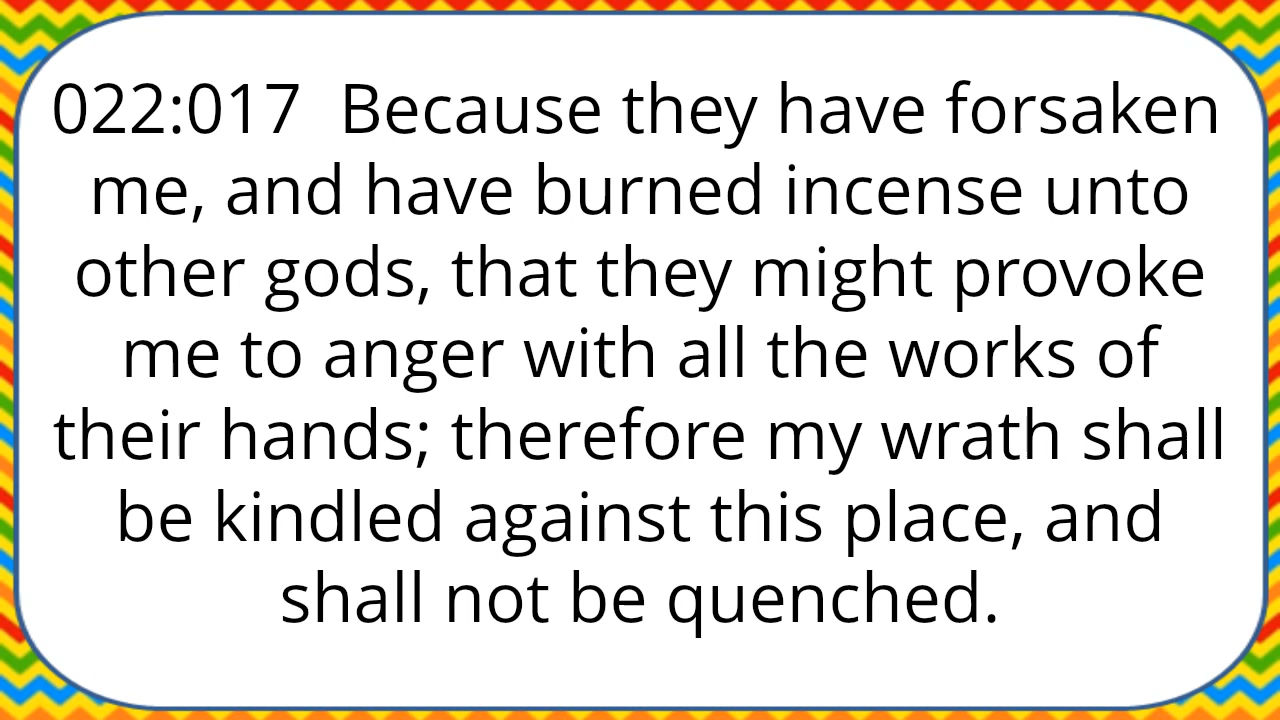 022:017  Because they have forsaken
me, and have burned incense unto
other gods, that they might provoke
me to anger with all the works of
their hands; therefore my wrath shall
be kindled against this place, and
shall not be quenched.